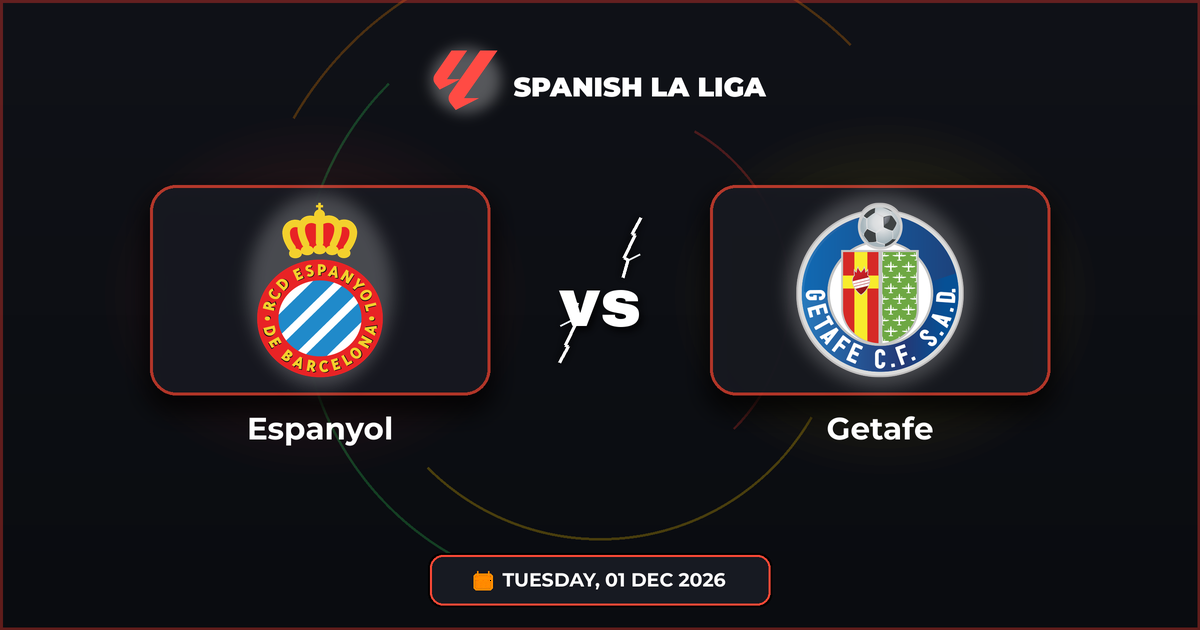 SPANISH LA LIGA
RCD ESPANYOL
DE BARCELONA
VS
GETAFE C.F. S.A.D.
Espanyol
Getafe
TUESDAY, 01 DEC 2026